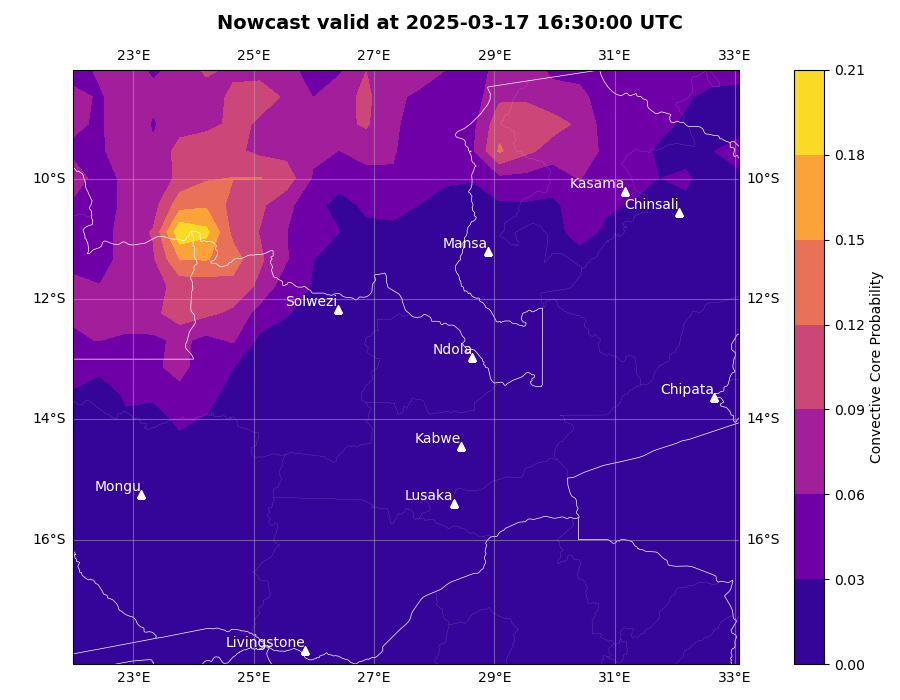 Nowcast valid at 2025-03-17 16:30:00 UTC
23°E 25°E 27°E 29°E 31°E 33°E
0.21
0.18
10°S 10°S
Kasama
Chinsali
0.15
Mansa
12°S 12°S
Solwezi
0.12
Ndola
Chipata
0.09
14°S 14°S
Kabwe
Mongu
Lusaka
0.06
16°S 16°S
0.03
Livingstone
0.00
23°E 25°E 27°E 29°E 31°E 33°E
Convective Core Probability